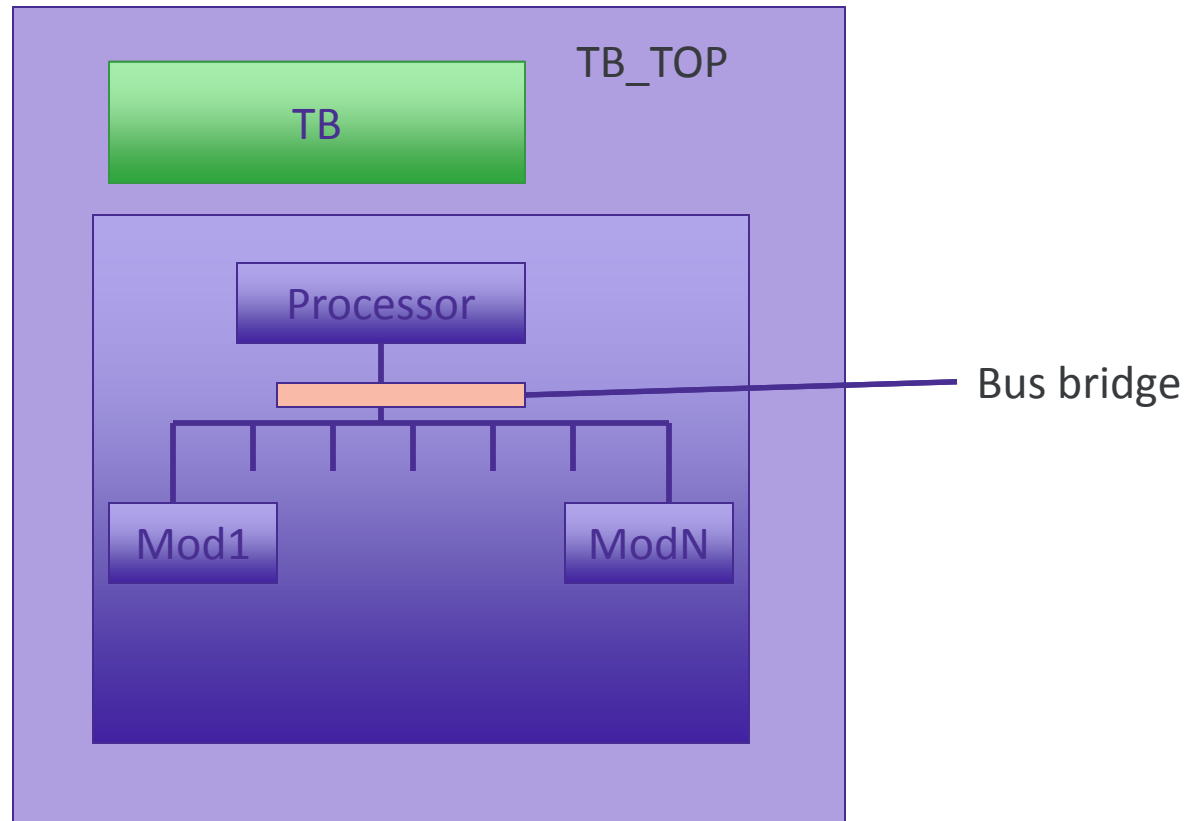 TB_TOP
TB
Processor
Bus bridge
Mod1
ModN